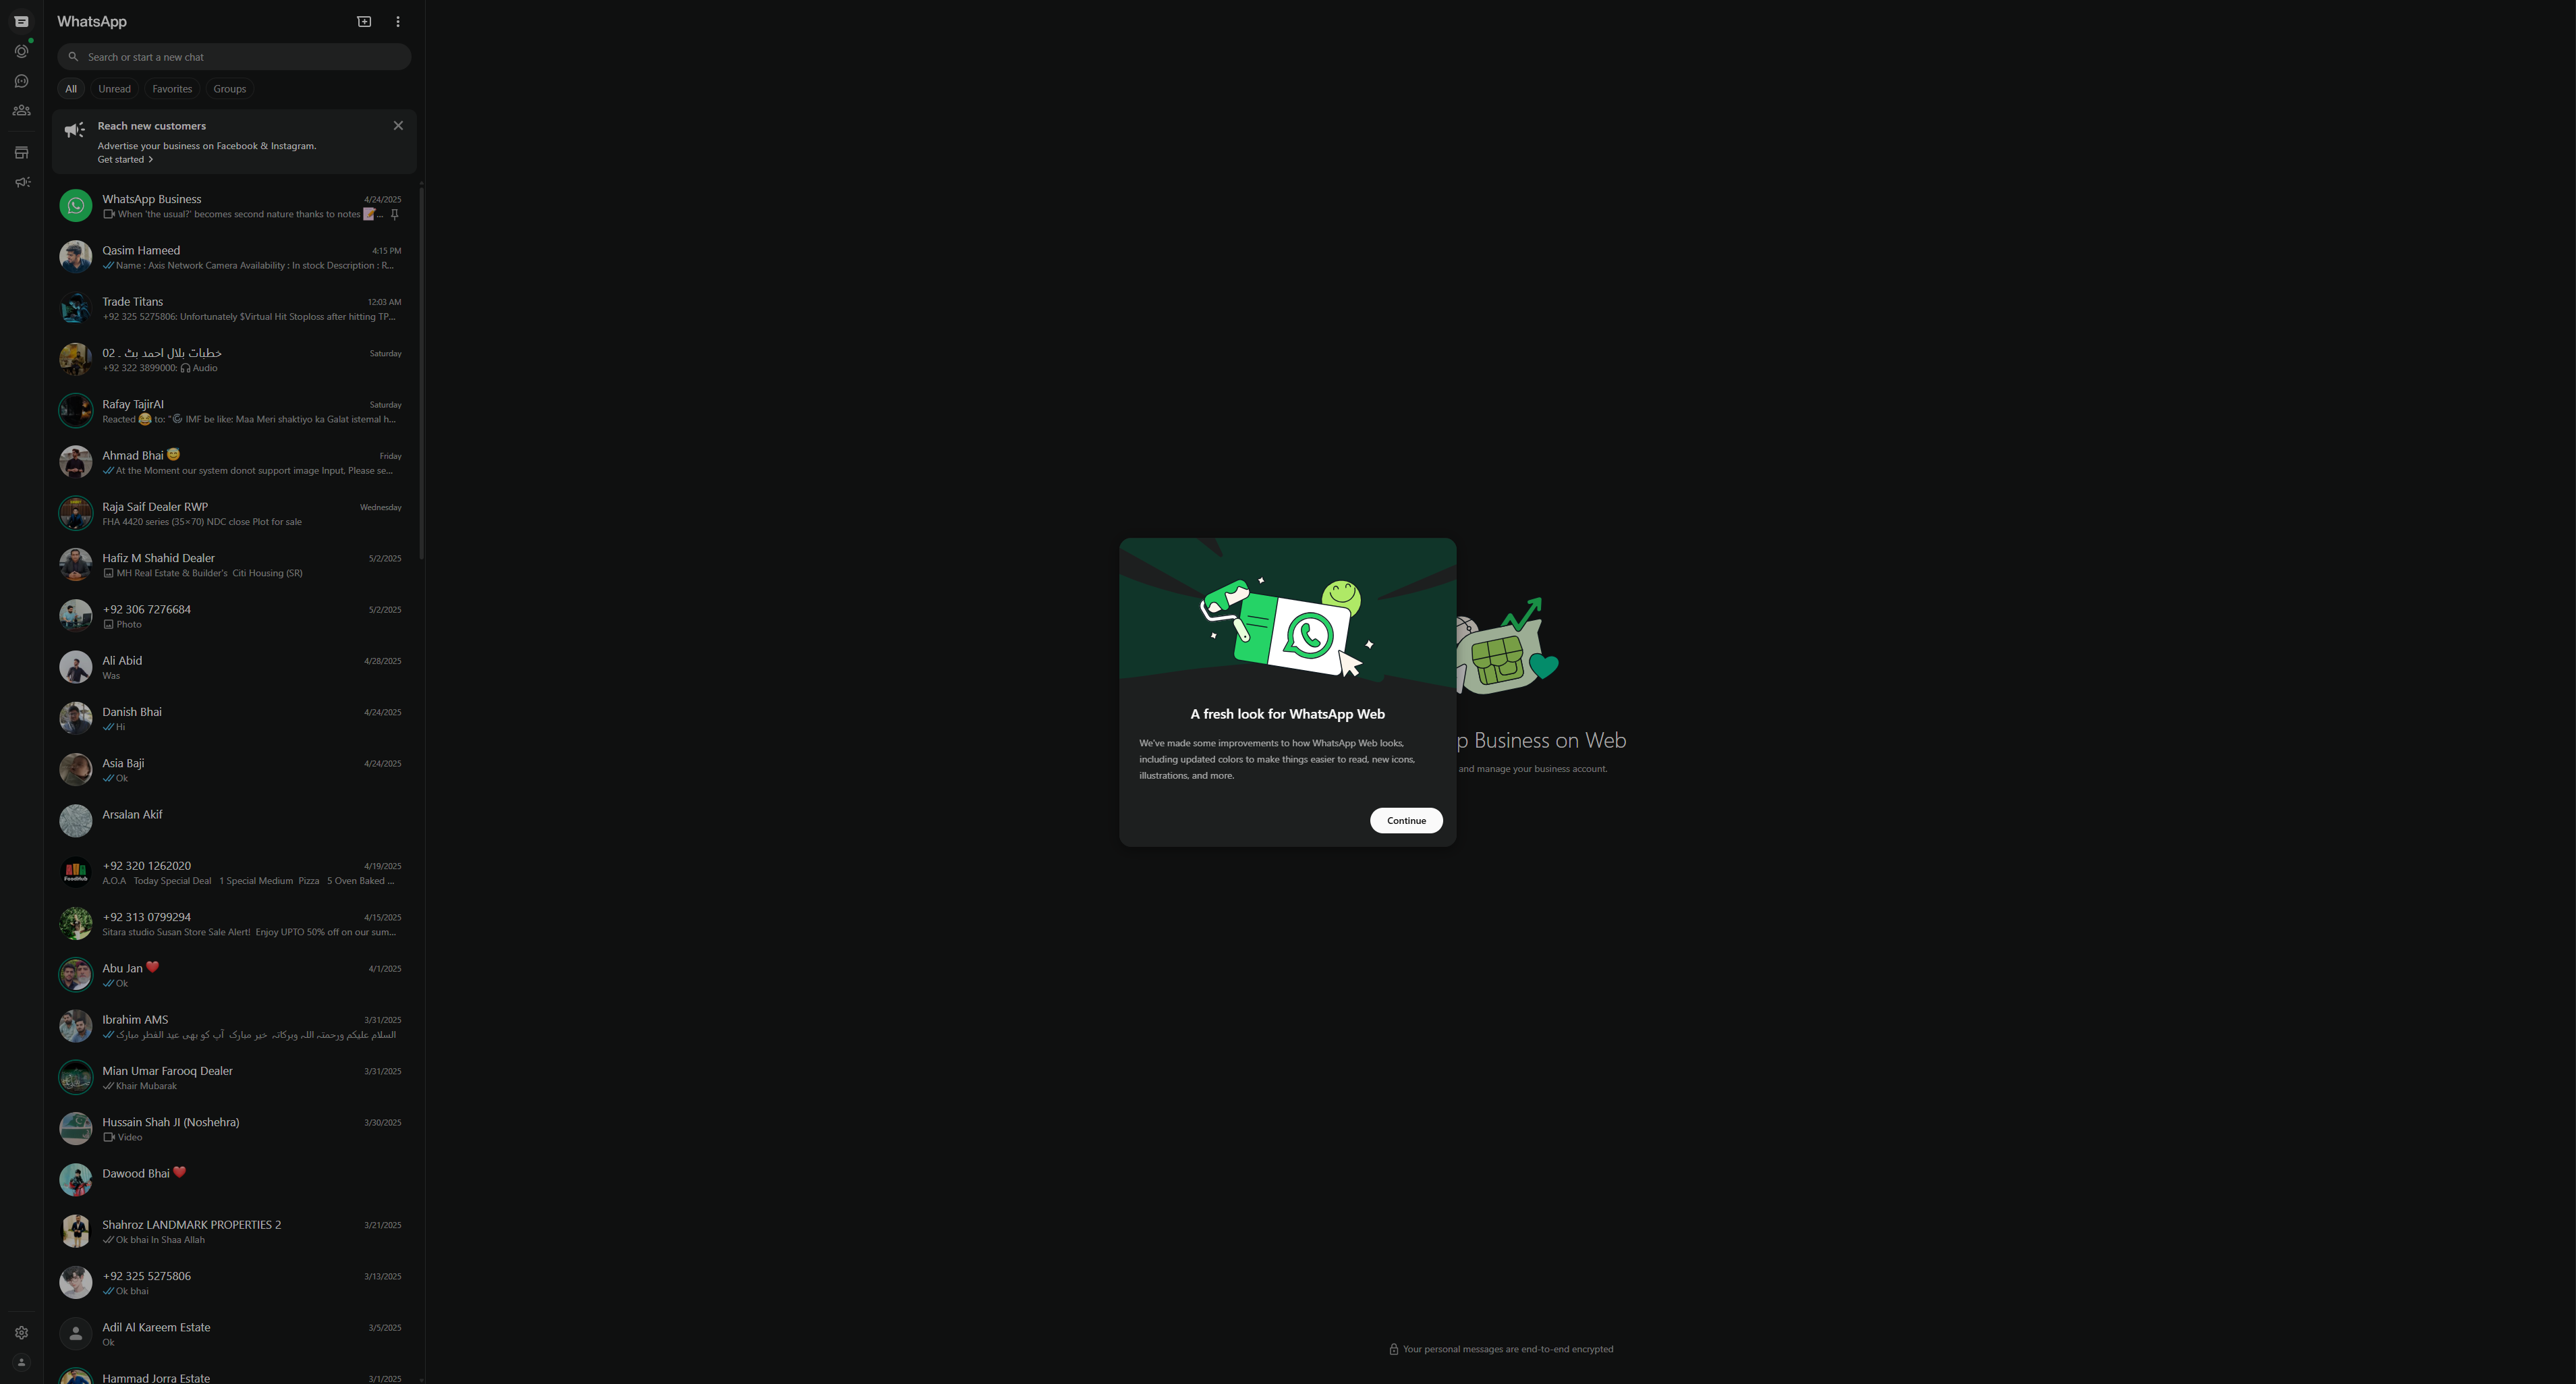 WhatsApp
Search or start a new chat
All
Unread
Favorites
Groups
Reach new customers
Advertise your business on Facebook & Instagram.
Get started
WhatsApp Business
4/24/2025
When 'the usual?' becomes second nature thanks to notes 📝...
Qasim Hameed
4:15 PM
Name : Axis Network Camera Availability : In stock Description : R...
Trade Titans
12:03 AM
+92 325 5275806: Unfortunately $Virtual Hit Stoploss after hitting TP...
خطبات بلال احمد بٹ ۔ 02
Saturday
+92 322 3899000: Audio
Rafay TajirAI
Saturday
Reacted 😂 to: " IMF be like: Maa Meri shaktiyo ka Galat istemal h...
Ahmad Bhai 😇
Friday
At the Moment our system donot support image Input, Please se...
Raja Saif Dealer RWP
Wednesday
FHA 4420 series (35×70) NDC close Plot for sale
Hafiz M Shahid Dealer
5/2/2025
MH Real Estate & Builder's Citi Housing (SR)
+92 306 7276684
5/2/2025
Photo
Ali Abid
4/28/2025
Was
Danish Bhai
4/24/2025
Hi
Asia Baji
4/24/2025
Ok
Arsalan Akif
+92 320 1262020
4/19/2025
A.O.A Today Special Deal 1 Special Medium Pizza 5 Oven Baked ...
+92 313 0799294
4/15/2025
Sitara studio Susan Store Sale Alert! Enjoy UPTO 50% off on our sum...
Abu Jan ❤️
4/1/2025
Ok
Ibrahim AMS
3/31/2025
السلام علیکم ورحمتہ اللہ وبرکاتہ خیر مبارک آپ کو بھی عید الفطر مبارک
Mian Umar Farooq Dealer
3/31/2025
Khair Mubarak
Hussain Shah JI (Noshehra)
3/30/2025
Video
Dawood Bhai ❤️
Shahroz LANDMARK PROPERTIES 2
3/21/2025
Ok bhai In Shaa Allah
+92 325 5275806
3/13/2025
Ok bhai
Adil Al Kareem Estate
3/5/2025
Ok
Hammad Jorra Estate
3/1/2025
A fresh look for WhatsApp Web
We've made some improvements to how WhatsApp Web looks,
including updated colors to make things easier to read, new icons,
illustrations, and more.
Continue
p Business on Web
and manage your business account.
Your personal messages are end-to-end encrypted